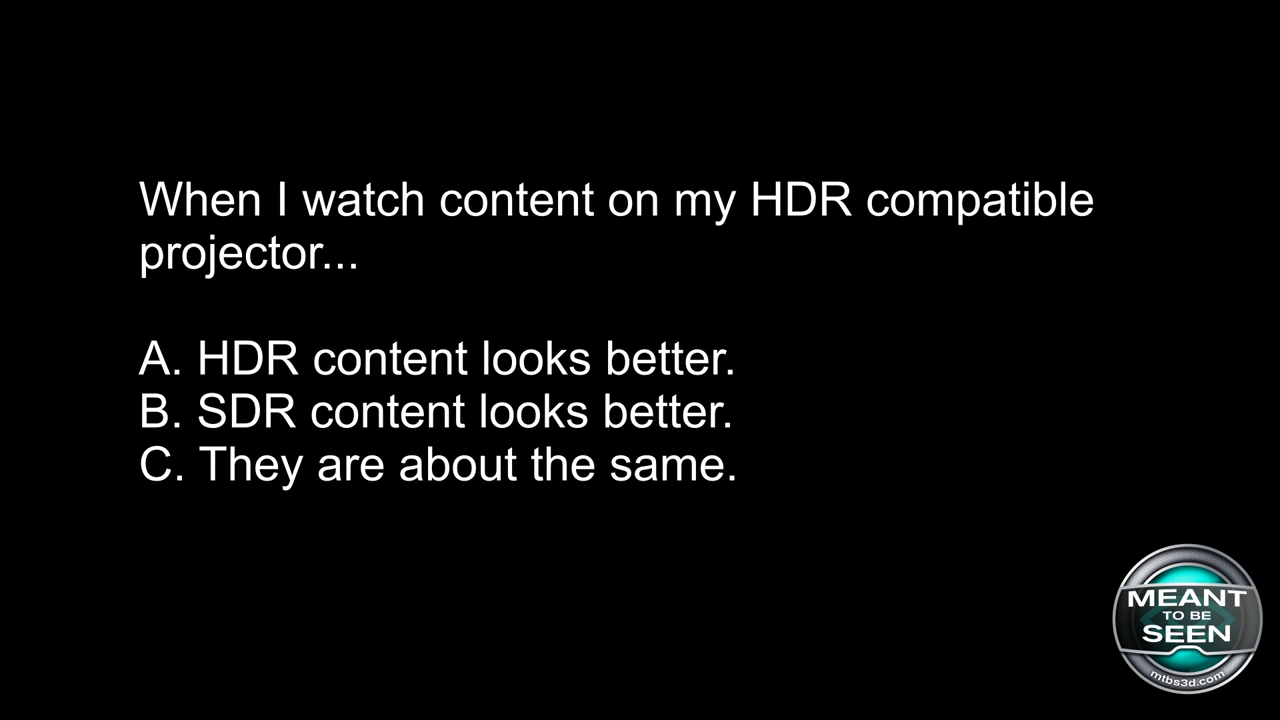 When I watch content on my HDR compatible
projector...
A. HDR content looks better.
B. SDR content looks better.
C. They are about the same.
MEANT
TO BE
SEEN
mtbs3d.com